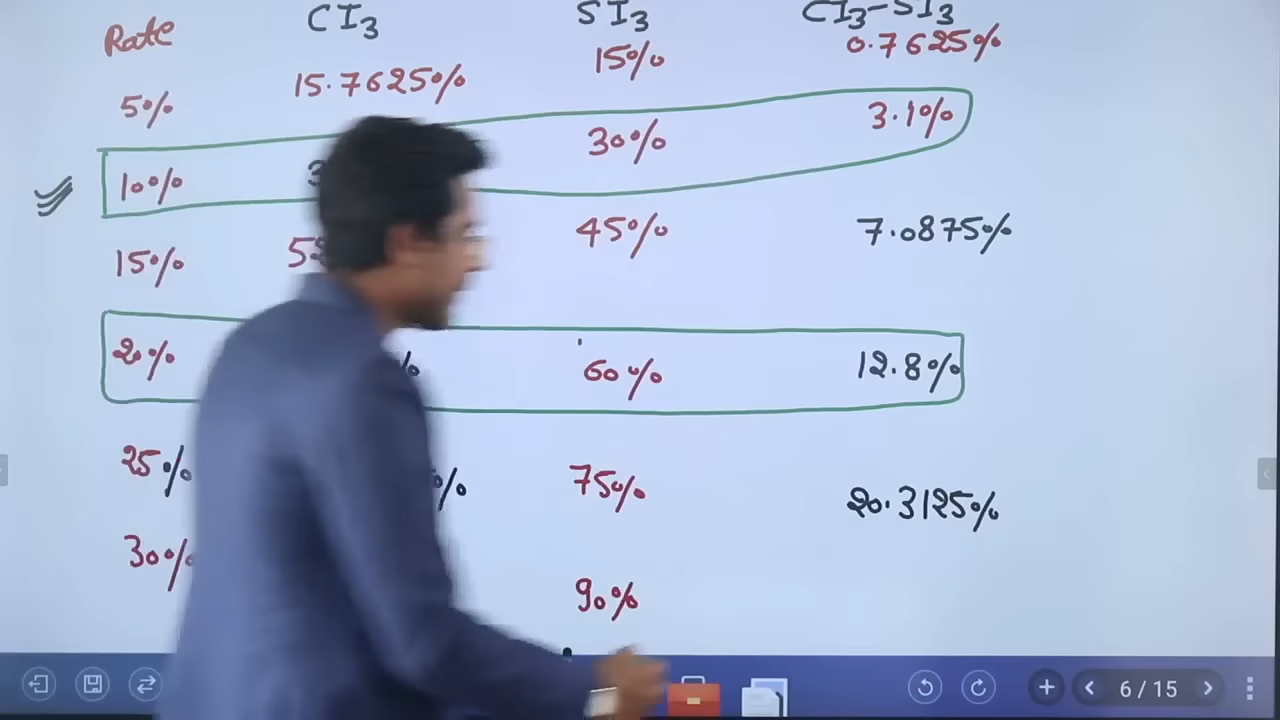 Rate CI3 SI3 CI3-SI3
5% 15.7625% 15% 0.7625%
10% 3 30% 3.1%
15% 45% 7.0875%
20% % 60% 12.8%
25% % 75% 20.3125%
30% 90%
6 / 15